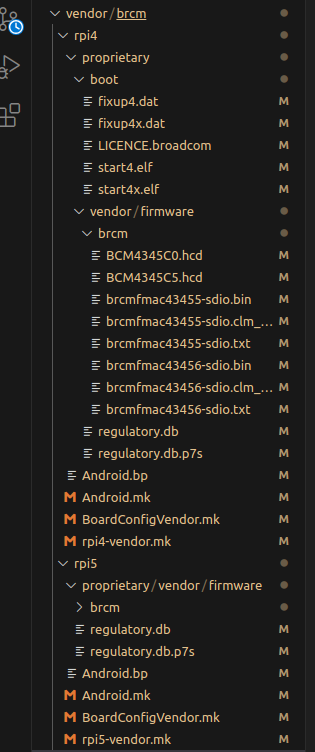 vendor / brcm
rpi4
proprietary
boot
fixup4.dat M
fixup4x.dat M
LICENCE.broadcom M
start4.elf M
start4x.elf M
vendor / firmware
brcm
BCM4345C0.hcd M
BCM4345C5.hcd M
brcmfmac43455-sdio.bin M
brcmfmac43455-sdio.clm_... M
brcmfmac43455-sdio.txt M
brcmfmac43456-sdio.bin M
brcmfmac43456-sdio.clm_... M
brcmfmac43456-sdio.txt M
regulatory.db M
regulatory.db.p7s M
Android.bp M
M Android.mk M
M BoardConfigVendor.mk M
M rpi4-vendor.mk M
rpi5
proprietary / vendor / firmware
brcm
regulatory.db M
regulatory.db.p7s M
Android.bp M
M Android.mk M
M BoardConfigVendor.mk M
M rpi5-vendor.mk M